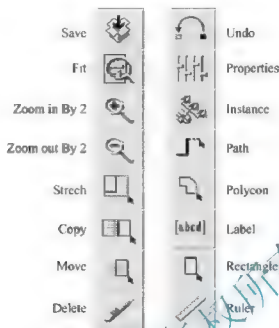 Save
Undo
Fit
Properties
Zoom in By 2
Instance
Zoom out By 2
Path
Strech
Polycon
Copy
[abcd]
Label
Move
Rectangle
Delete
Ruler